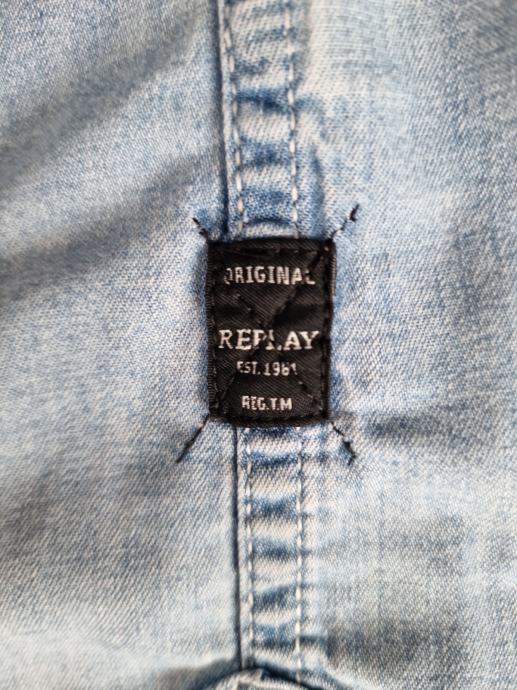 ORIGINAL
REPLAY
EST. 1981
REG.T.M